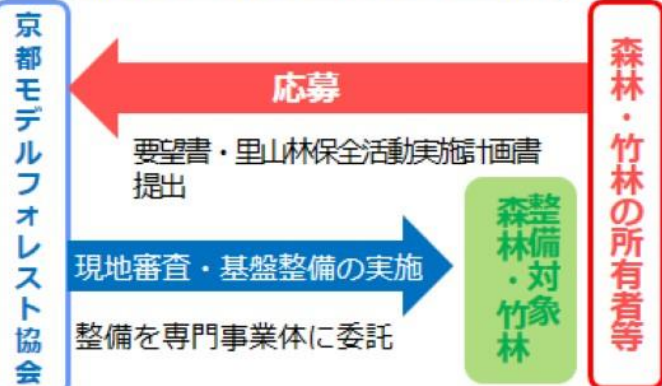 京都モデルフォレスト協会
応募
森林・竹林の所有者等
要望書・里山林保全活動実施計画書
提出
整備対象
森林・竹林
現地審査・基盤整備の実施
整備を専門事業体に委託